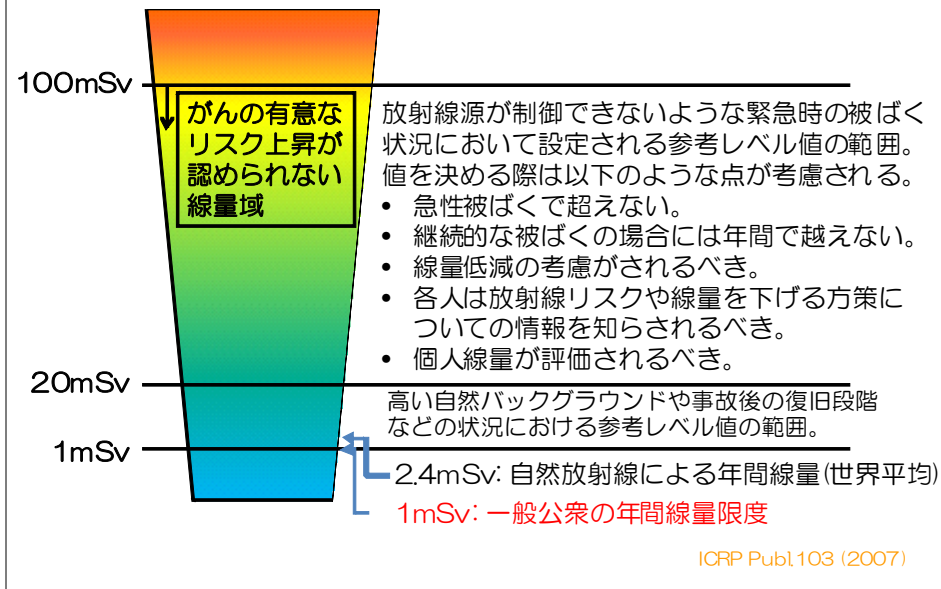 100mSv
がんの有意な
リスク上昇が
認められない
線量域
放射線源が制御できないような緊急時の被ばく
状況において設定される参考レベル値の範囲。
値を決める際は以下のような点が考慮される。
• 急性被ばくで超えない。
• 継続的な被ばくの場合には年間で越えない。
• 線量低減の考慮がされるべき。
• 各人は放射線リスクや線量を下げる方策に
ついての情報を知らされるべき。
• 個人線量が評価されるべき。
20mSv
高い自然バックグラウンドや事故後の復旧段階
などの状況における参考レベル値の範囲。
1mSv
2.4mSv: 自然放射線による年間線量(世界平均)
1mSv: 一般公衆の年間線量限度
ICRP Publ.103 (2007)